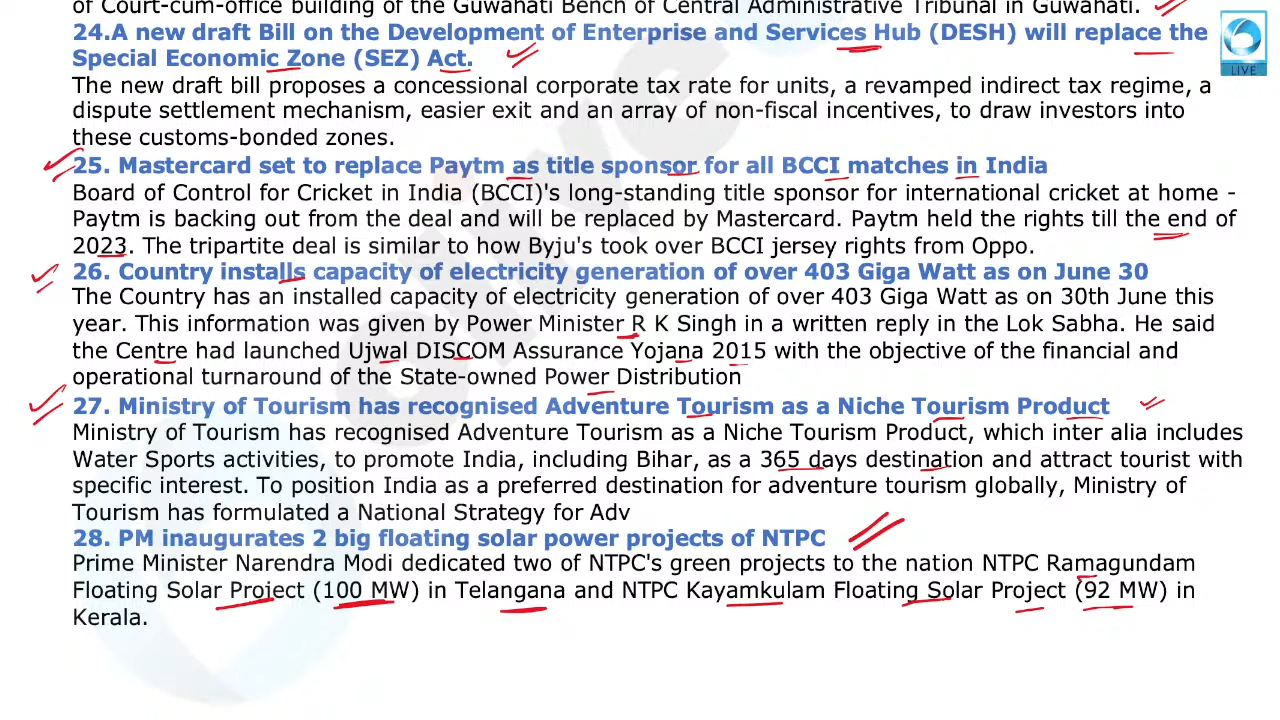 of Court-cum-office building of the Guwahati Bench of Central Administrative Tribunal in Guwahati.
24.A new draft Bill on the Development of Enterprise and Services Hub (DESH) will replace the
Special Economic Zone (SEZ) Act.
The new draft bill proposes a concessional corporate tax rate for units, a revamped indirect tax regime, a
dispute settlement mechanism, easier exit and an array of non-fiscal incentives, to draw investors into
these customs-bonded zones.
25. Mastercard set to replace Paytm as title sponsor for all BCCI matches in India
Board of Control for Cricket in India (BCCI)'s long-standing title sponsor for international cricket at home -
Paytm is backing out from the deal and will be replaced by Mastercard. Paytm held the rights till the end of
2023. The tripartite deal is similar to how Byju's took over BCCI jersey rights from Oppo.
26. Country installs capacity of electricity generation of over 403 Giga Watt as on June 30
The Country has an installed capacity of electricity generation of over 403 Giga Watt as on 30th June this
year. This information was given by Power Minister R K Singh in a written reply in the Lok Sabha. He said
the Centre had launched Ujwal DISCOM Assurance Yojana 2015 with the objective of the financial and
operational turnaround of the State-owned Power Distribution
27. Ministry of Tourism has recognised Adventure Tourism as a Niche Tourism Product
Ministry of Tourism has recognised Adventure Tourism as a Niche Tourism Product, which inter alia includes
Water Sports activities, to promote India, including Bihar, as a 365 days destination and attract tourist with
specific interest. To position India as a preferred destination for adventure tourism globally, Ministry of
Tourism has formulated a National Strategy for Adv
28. PM inaugurates 2 big floating solar power projects of NTPC
Prime Minister Narendra Modi dedicated two of NTPC's green projects to the nation NTPC Ramagundam
Floating Solar Project (100 MW) in Telangana and NTPC Kayamkulam Floating Solar Project (92 MW) in
Kerala.
LIVE